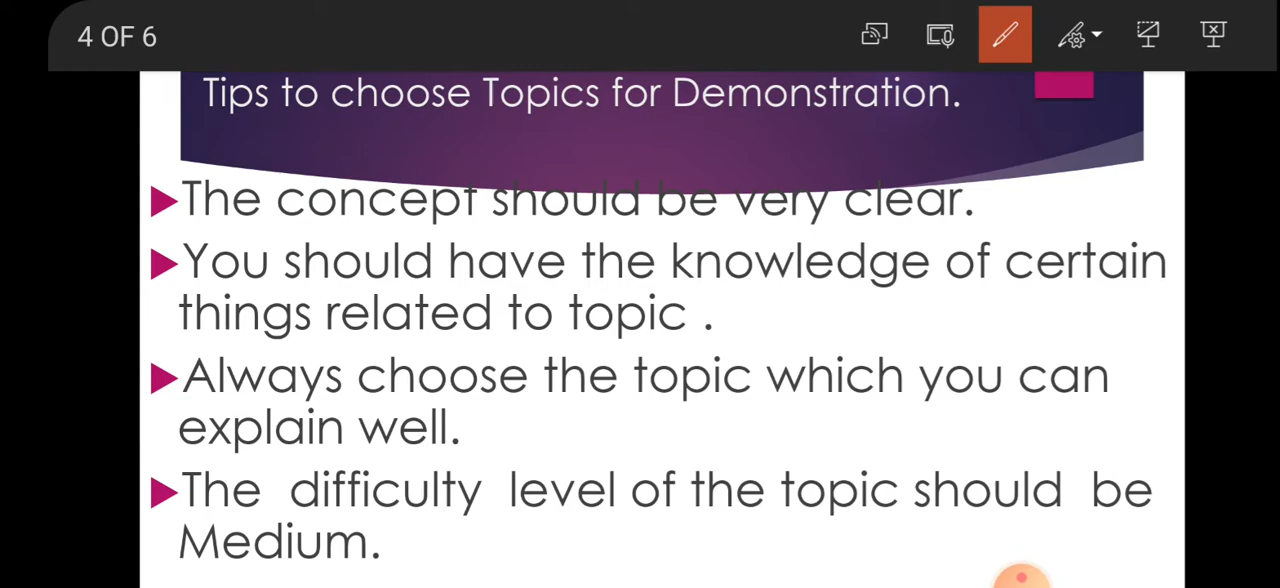 4 OF 6
Tips to choose Topics for Demonstration.
The concept should be very clear.
You should have the knowledge of certain
things related to topic .
Always choose the topic which you can
explain well.
The difficulty level of the topic should be
Medium.